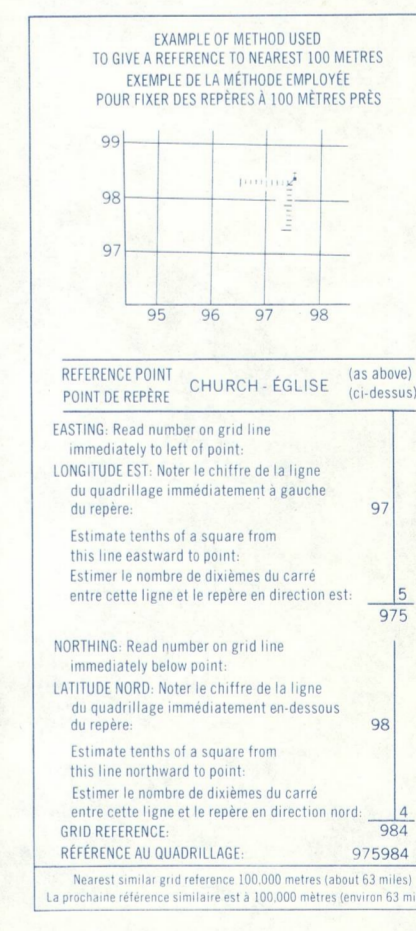 EXAMPLE OF METHOD USED
TO GIVE A REFERENCE TO NEAREST 100 METRES
EXEMPLE DE LA MÉTHODE EMPLOYÉE
POUR FIXER DES REPÈRES À 100 MÈTRES PRÈS
99
98
97
95 96 97 98
REFERENCE POINT
POINT DE REPÈRE
CHURCH - ÉGLISE
(as above)
(ci-dessus)
EASTING: Read number on grid line
immediately to left of point:
LONGITUDE EST: Noter le chiffre de la ligne
du quadrillage immédiatement à gauche
du repère: 97
Estimate tenths of a square from
this line eastward to point:
Estimer le nombre de dixièmes du carré
entre cette ligne et le repère en direction est: 5
975
NORTHING: Read number on grid line
immediately below point:
LATITUDE NORD: Noter le chiffre de la ligne
du quadrillage immédiatement en-dessous
du repère: 98
Estimate tenths of a square from
this line northward to point:
Estimer le nombre de dixièmes du carré
entre cette ligne et le repère en direction nord: 4
GRID REFERENCE: 984
RÉFÉRENCE AU QUADRILLAGE: 975984
Nearest similar grid reference 100,000 metres (about 63 miles)
La prochaine référence similaire est à 100,000 mètres (environ 63 mi